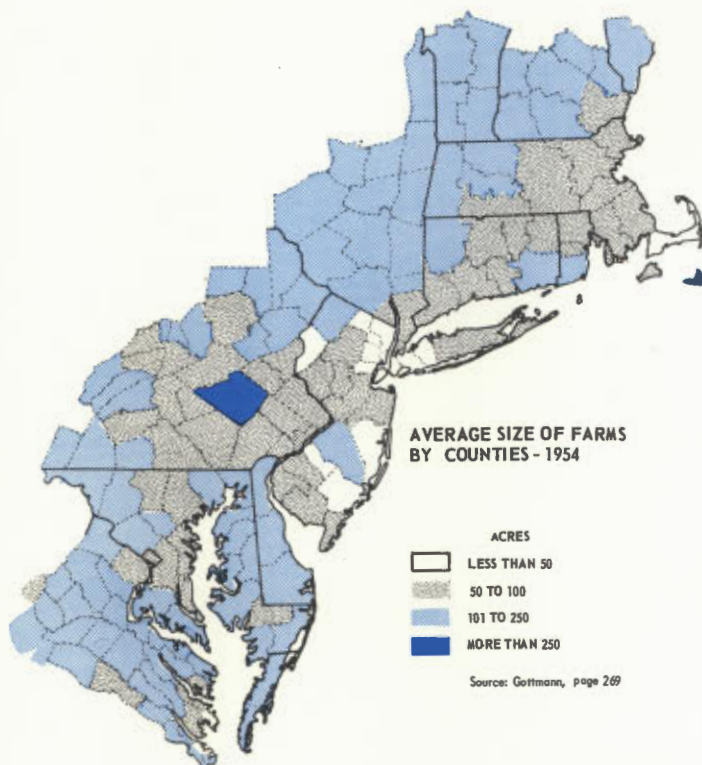 AVERAGE SIZE OF FARMS
BY COUNTIES - 1954
ACRES
LESS THAN 50
50 TO 100
101 TO 250
MORE THAN 250
Source: Gottmann, page 269